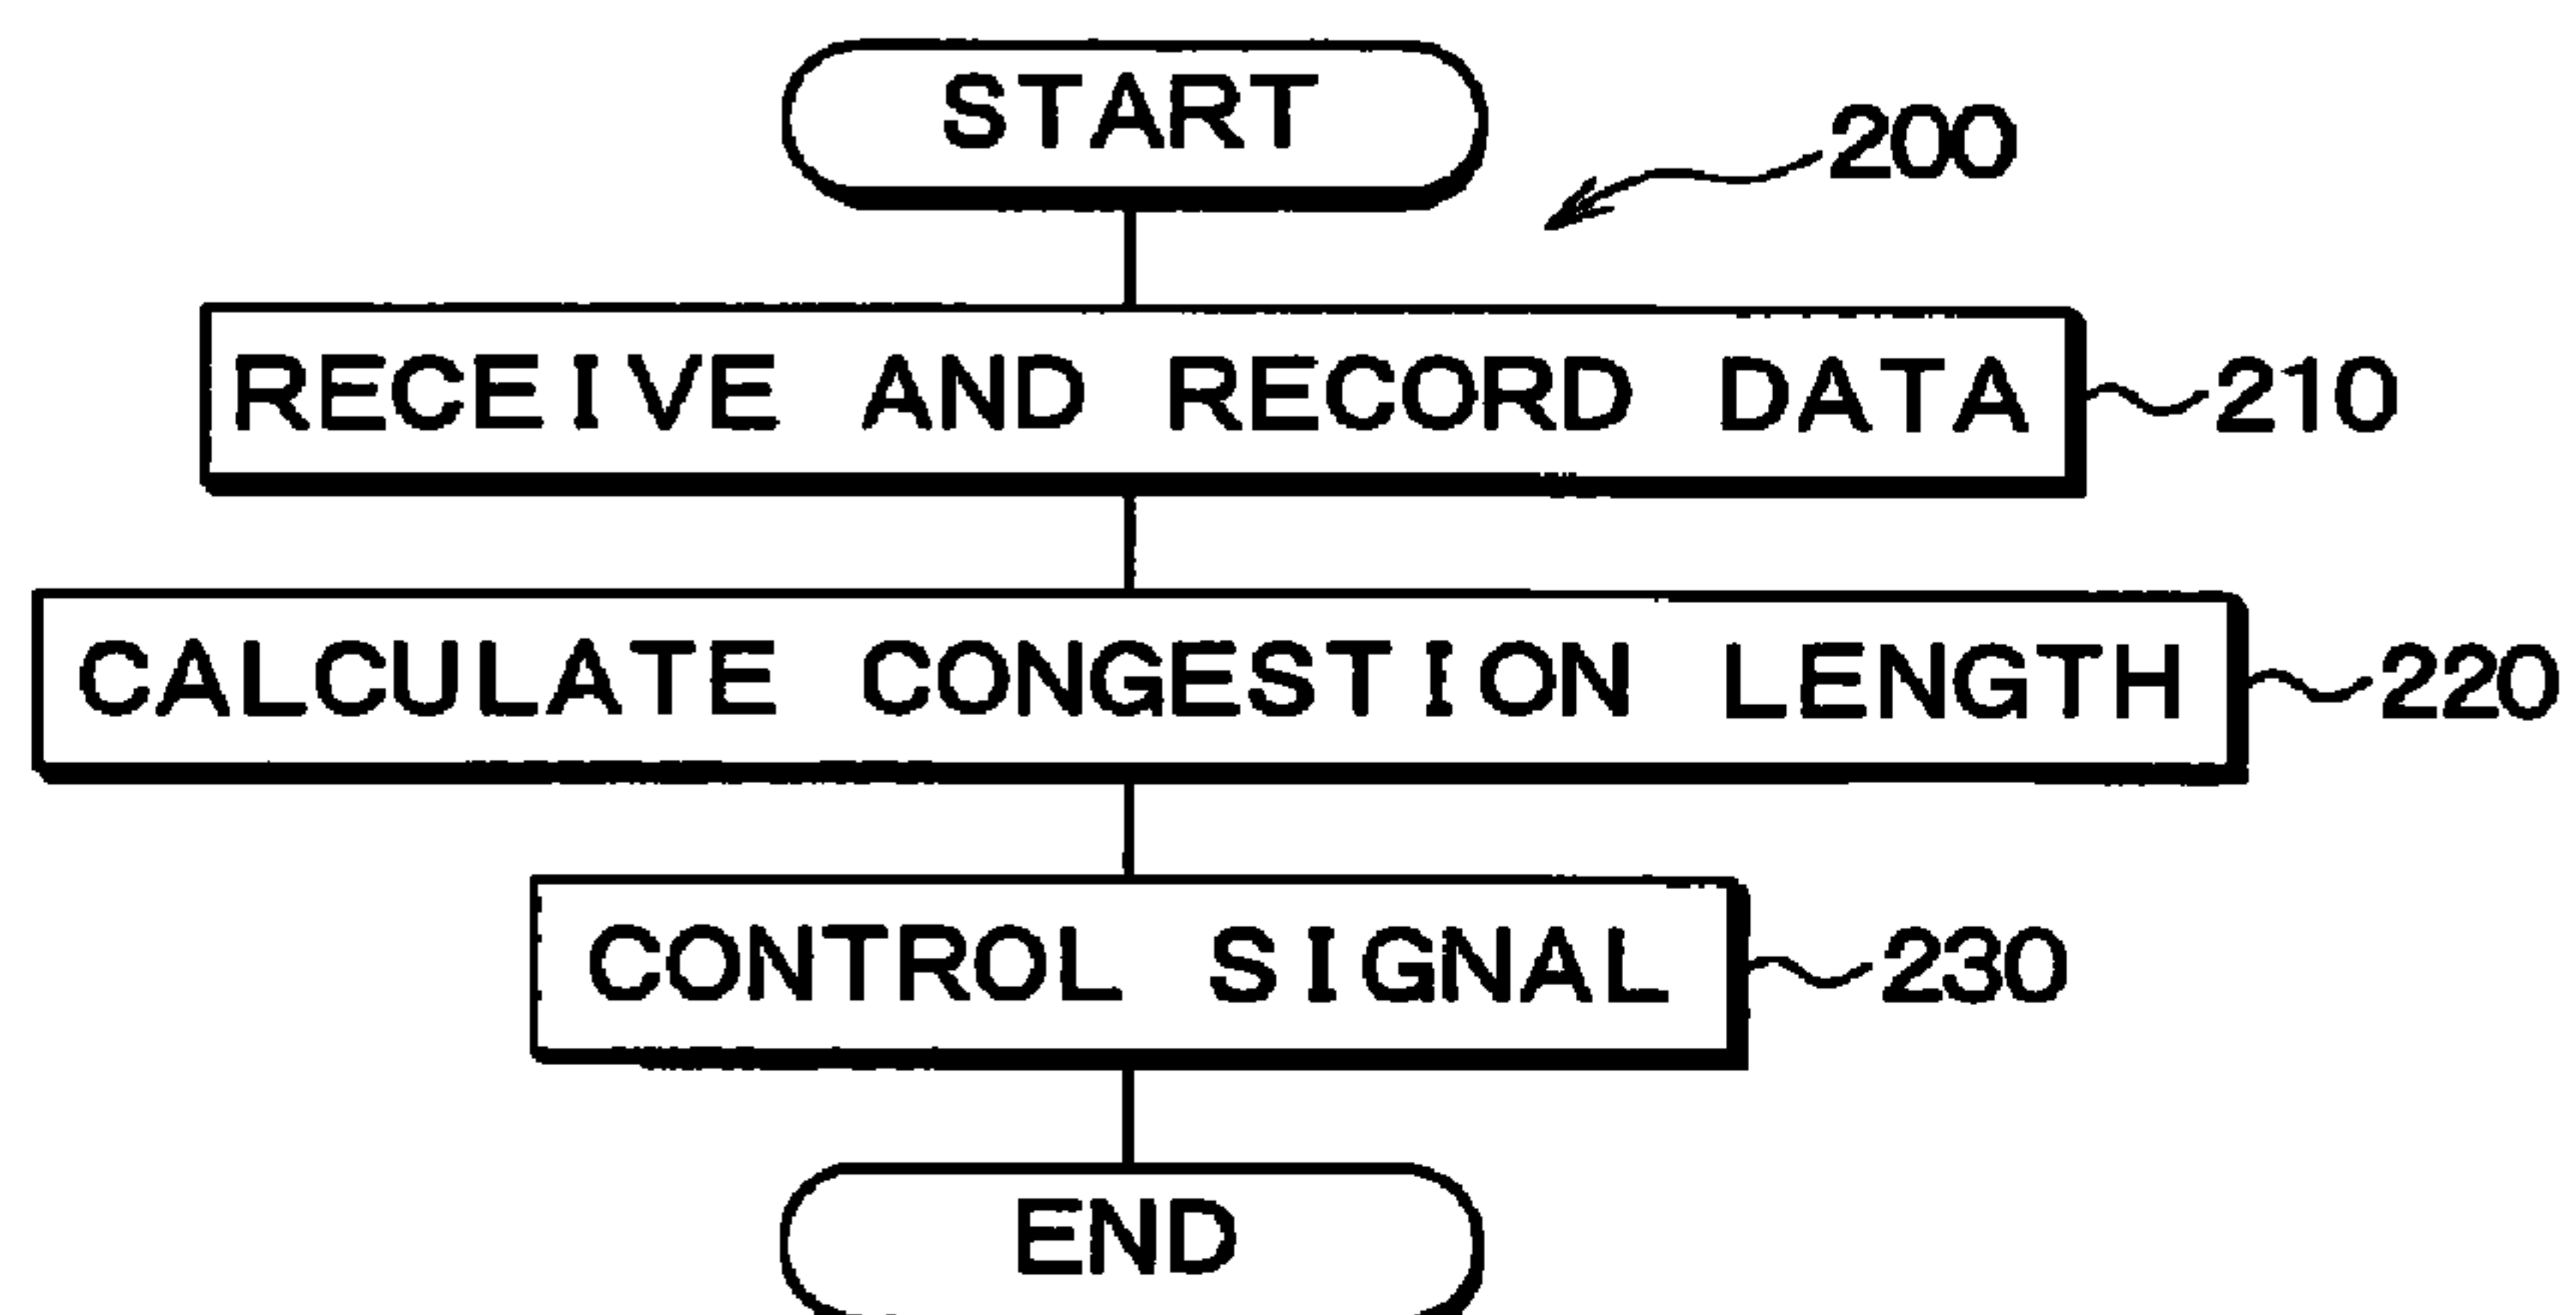 START
200
RECEIVE AND RECORD DATA 210
CALCULATE CONGESTION LENGTH 220
CONTROL SIGNAL 230
END